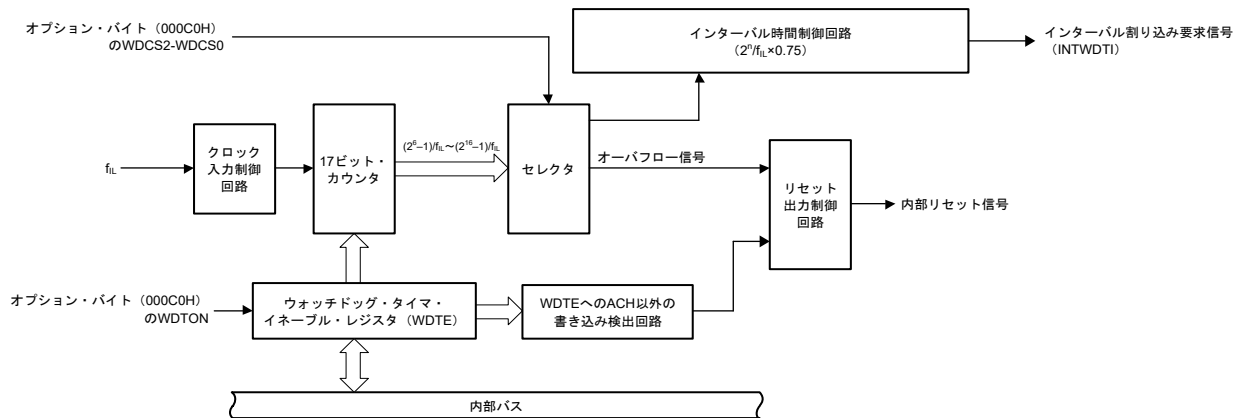 オプション・バイト（000C0H）
のWDCS2-WDCS0
インターバル時間制御回路
(2ⁿ/fIL×0.75)
インターバル割り込み要求信号
（INTWDTI）
fIL
クロック
入力制御
回路
17ビット・
カウンタ
(2⁶–1)/fIL～(2¹⁶–1)/fIL
セレクタ
オーバフロー信号
リセット
出力制御
回路
内部リセット信号
オプション・バイト（000C0H）
のWDTON
ウォッチドッグ・タイマ・
イネーブル・レジスタ（WDTE）
WDTEへのACH以外の
書き込み検出回路
内部バス